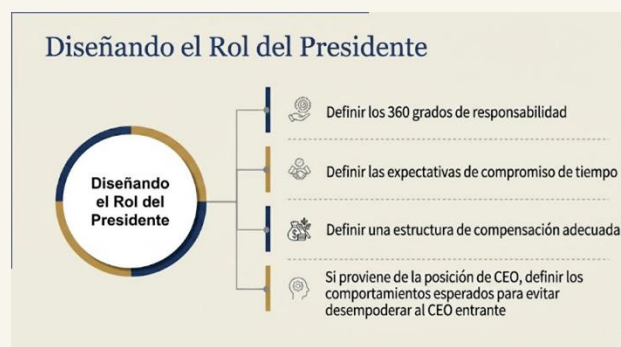 Diseñando el Rol del Presidente
Diseñando
el Rol del
Presidente
Definir los 360 grados de responsabilidad
Definir las expectativas de compromiso de tiempo
Definir una estructura de compensación adecuada
Si proviene de la posición de CEO, definir los
comportamientos esperados para evitar
desempoderar al CEO entrante